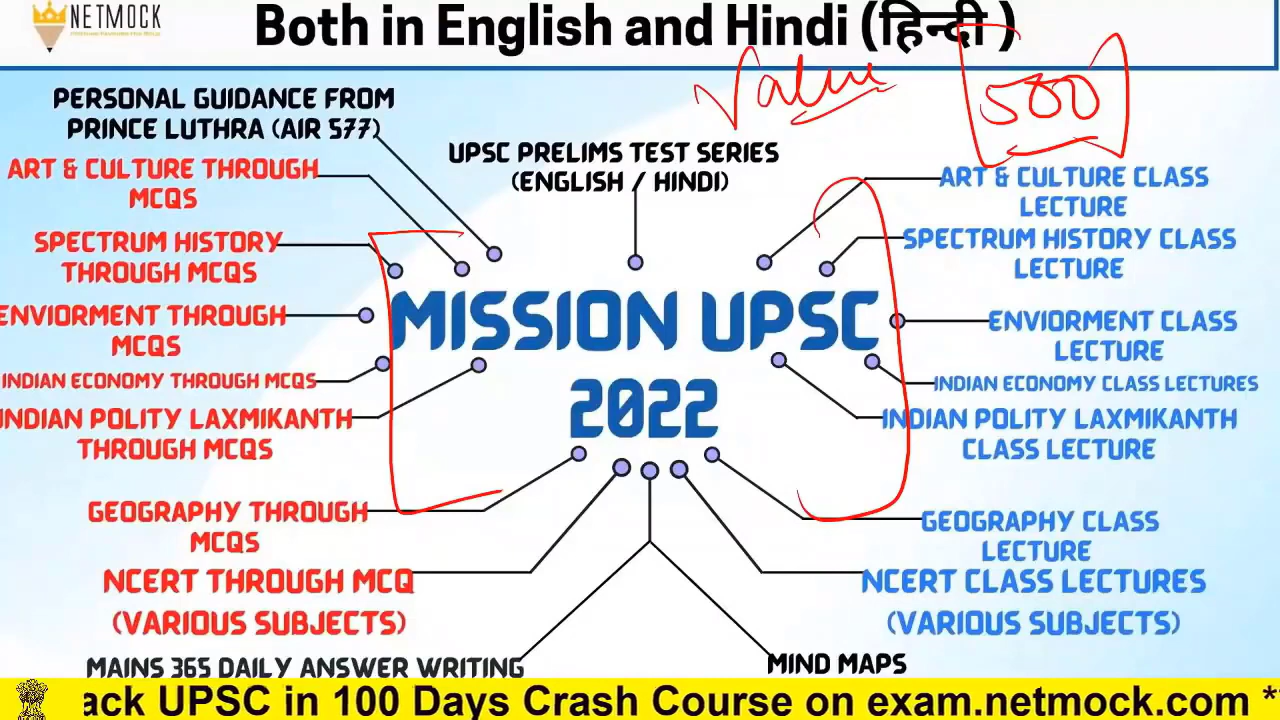 NETMOCK
Both in English and Hindi (हिन्दी)
Value
500
PERSONAL GUIDANCE FROM
PRINCE LUTHRA (AIR 577)
ART & CULTURE THROUGH
MCQS
SPECTRUM HISTORY
THROUGH MCQS
ENVIORMENT THROUGH
MCQS
INDIAN ECONOMY THROUGH MCQS
INDIAN POLITY LAXMIKANTH
THROUGH MCQS
GEOGRAPHY THROUGH
MCQS
NCERT THROUGH MCQ
(VARIOUS SUBJECTS)
MAINS 365 DAILY ANSWER WRITING
UPSC PRELIMS TEST SERIES
(ENGLISH / HINDI)
MISSION UPSC
2022
ART & CULTURE CLASS
LECTURE
SPECTRUM HISTORY CLASS
LECTURE
ENVIORMENT CLASS
LECTURE
INDIAN ECONOMY CLASS LECTURES
INDIAN POLITY LAXMIKANTH
CLASS LECTURE
GEOGRAPHY CLASS
LECTURE
NCERT CLASS LECTURES
(VARIOUS SUBJECTS)
MIND MAPS
ack UPSC in 100 Days Crash Course on exam.netmock.com *